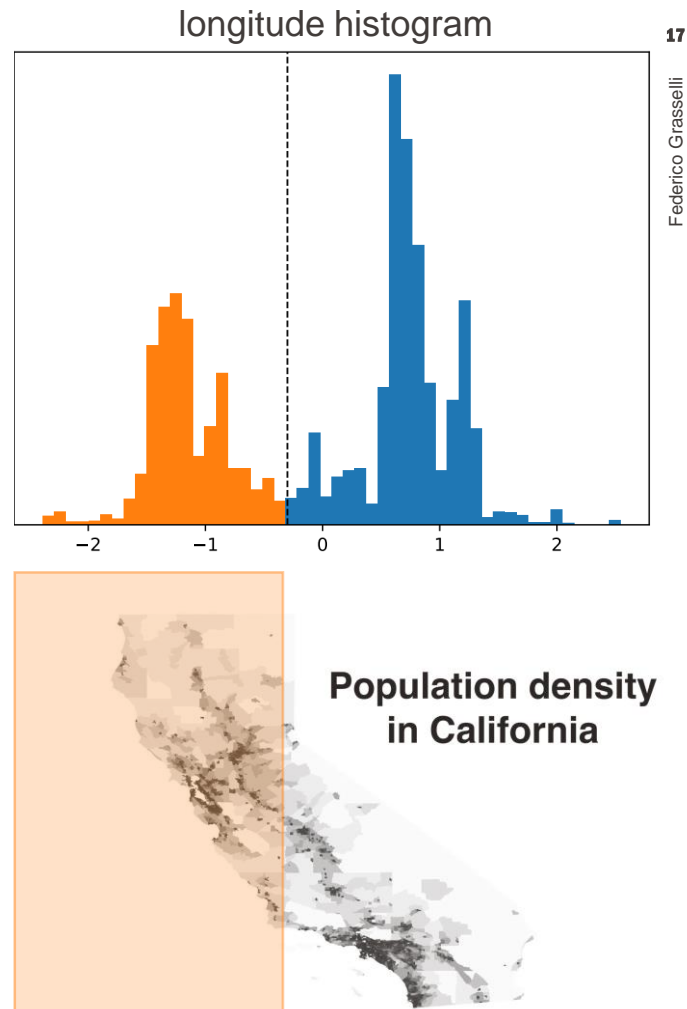 longitude histogram
17
Federico Grasselli
−2 −1 0 1 2
Population density
in California